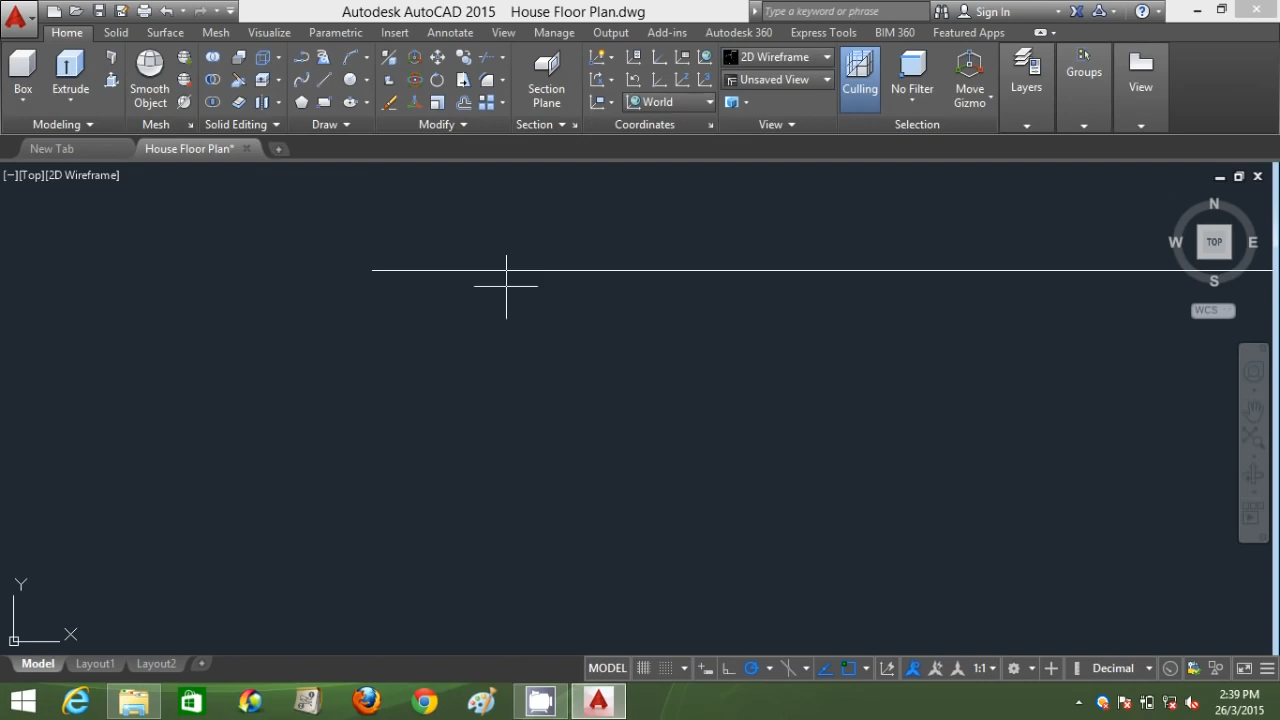 Autodesk AutoCAD 2015 House Floor Plan.dwg
Type a keyword or phrase
Sign In
Home Solid Surface Mesh Visualize Parametric Insert Annotate View Manage Output Add-ins Autodesk 360 Express Tools BIM 360 Featured Apps
2D Wireframe
Unsaved View
World
Box Extrude Smooth Object Section Plane Culling No Filter Move Gizmo Layers Groups View
Modeling Mesh Solid Editing Draw Modify Section Coordinates View Selection
New Tab House Floor Plan*
[−][Top][2D Wireframe]
N
W TOP E
S
WCS
Y
X
Model Layout1 Layout2
MODEL 1:1 Decimal
2:39 PM
26/3/2015